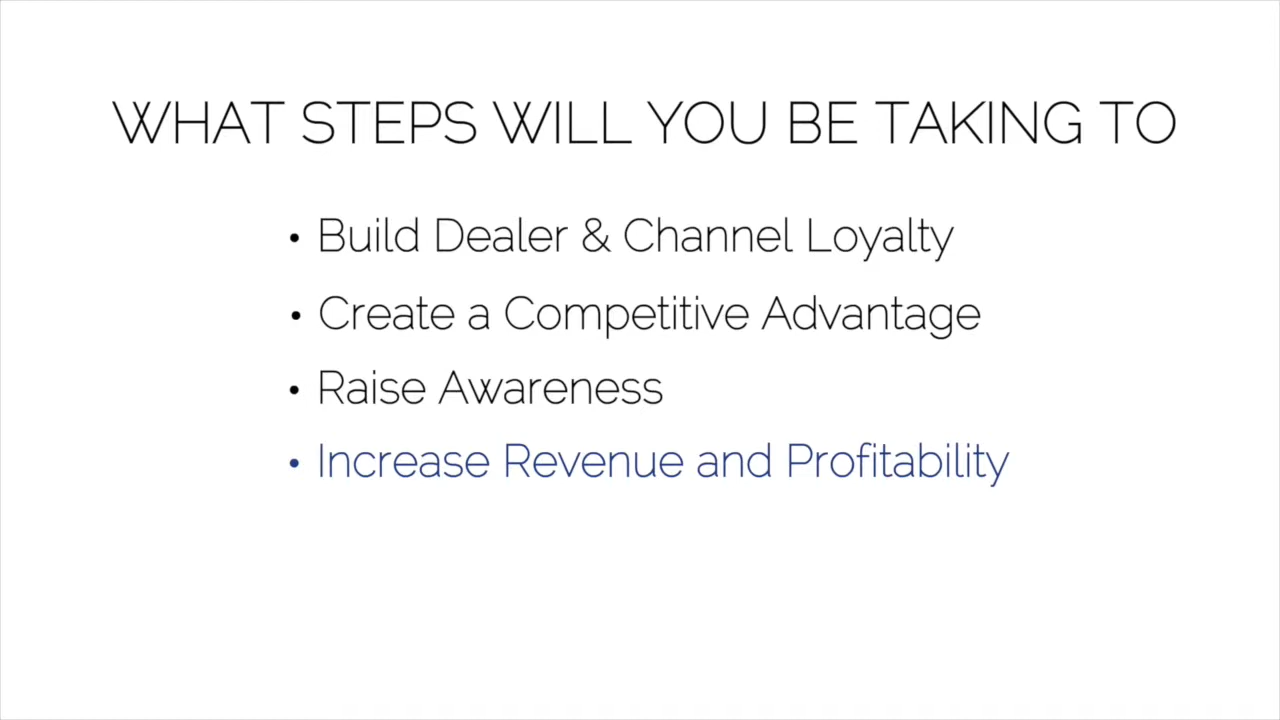 WHAT STEPS WILL YOU BE TAKING TO
• Build Dealer & Channel Loyalty
• Create a Competitive Advantage
• Raise Awareness
• Increase Revenue and Profitability